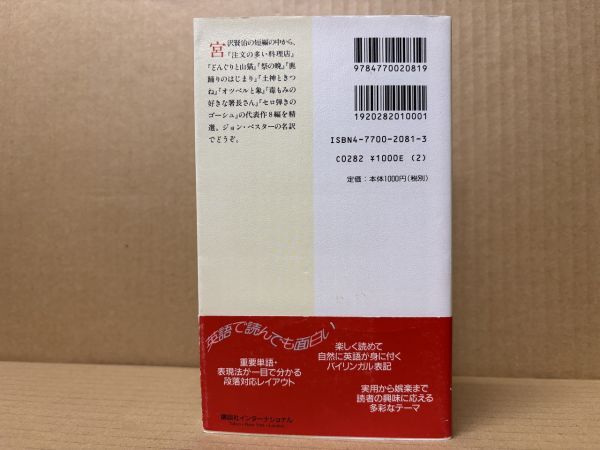 宮沢賢治の短編の中から、
『注文の多い料理店』
『どんぐりと山猫』『祭の晩』『鹿
踊りのはじまり』『土神ときつ
ね』『オツベルと象』『毒もみの
好きな署長さん』『セロ弾きの
ゴーシュ』の代表作8編を精
選。ジョン・ベスターの名訳
でどうぞ。
9784770020819
1920282010001
ISBN4-7700-2081-3
C0282 ¥1000E (2)
定価：本体1000円(税別)
英語で読んでも面白い
重要単語・
表現法が一目で分かる
段落対応レイアウト
楽しく読めて
自然に英語が身に付く
バイリンガル表記
実用から娯楽まで
読者の興味に応える
多彩なテーマ
講談社インターナショナル
Tokyo・New York・London